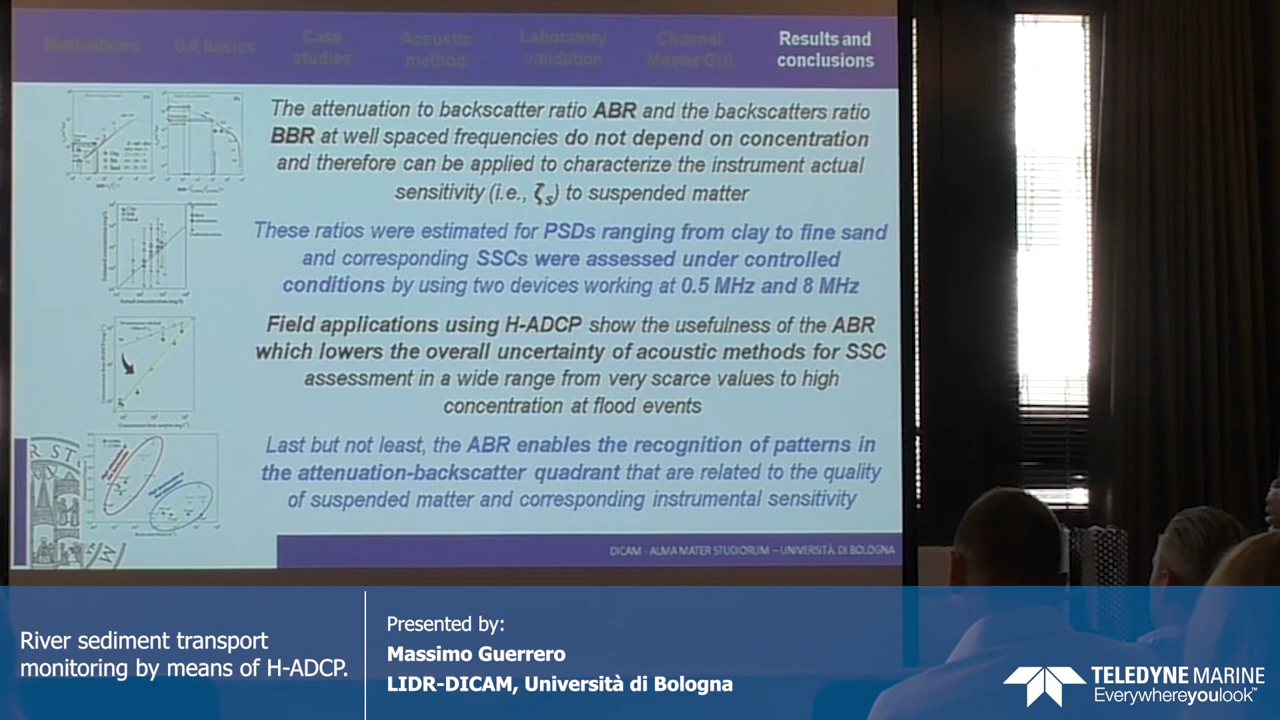 Motivations
UA basics
Case
studies
Acoustic
method
Laboratory
validation
Channel
Master GUI
Results and
conclusions
The attenuation to backscatter ratio ABR and the backscatters ratio
BBR at well spaced frequencies do not depend on concentration
and therefore can be applied to characterize the instrument actual
sensitivity (i.e., ζs) to suspended matter
These ratios were estimated for PSDs ranging from clay to fine sand
and corresponding SSCs were assessed under controlled
conditions by using two devices working at 0.5 MHz and 8 MHz
Field applications using H-ADCP show the usefulness of the ABR
which lowers the overall uncertainty of acoustic methods for SSC
assessment in a wide range from very scarce values to high
concentration at flood events
Last but not least, the ABR enables the recognition of patterns in
the attenuation-backscatter quadrant that are related to the quality
of suspended matter and corresponding instrumental sensitivity
DICAM - ALMA MATER STUDIORUM – UNIVERSITÀ DI BOLOGNA
River sediment transport
monitoring by means of H-ADCP.
Presented by:
Massimo Guerrero
LIDR-DICAM, Università di Bologna
TELEDYNE MARINE
Everywhereyoulook™